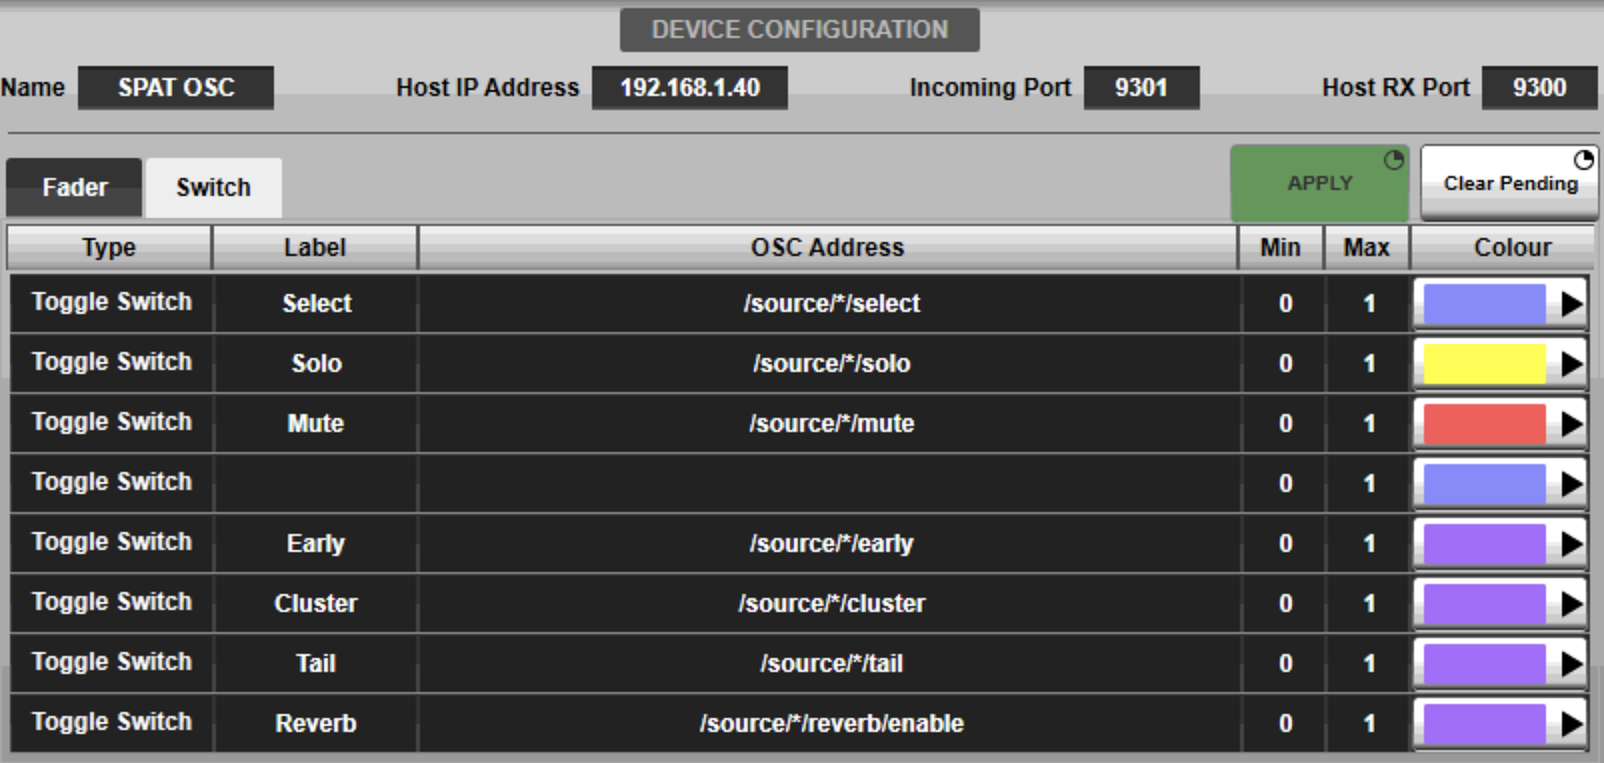 DEVICE CONFIGURATION
Name SPAT OSC Host IP Address 192.168.1.40 Incoming Port 9301 Host RX Port 9300
Fader Switch APPLY Clear Pending
Type Label OSC Address Min Max Colour
Toggle Switch Select /source/*/select 0 1
Toggle Switch Solo /source/*/solo 0 1
Toggle Switch Mute /source/*/mute 0 1
Toggle Switch 0 1
Toggle Switch Early /source/*/early 0 1
Toggle Switch Cluster /source/*/cluster 0 1
Toggle Switch Tail /source/*/tail 0 1
Toggle Switch Reverb /source/*/reverb/enable 0 1